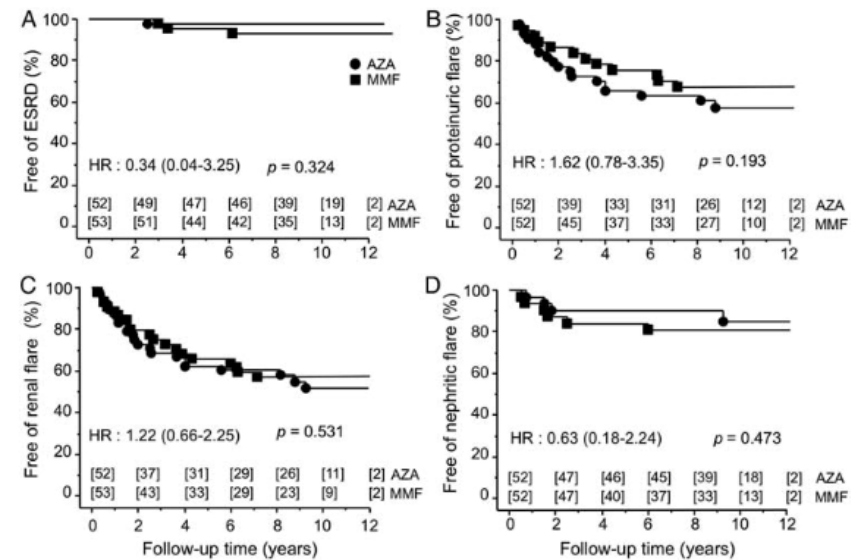 A
Free of ESRD (%)
100
80
60
40
20
0
AZA
MMF
HR : 0.34 (0.04-3.25) p = 0.324
[52] [49] [47] [46] [39] [19] [2] AZA
[53] [51] [44] [42] [35] [13] [2] MMF
0 2 4 6 8 10 12
B
Free of proteinuric flare (%)
100
80
60
40
20
0
HR : 1.62 (0.78-3.35) p = 0.193
[52] [39] [33] [31] [26] [12] [2] AZA
[52] [45] [37] [33] [27] [10] [2] MMF
0 2 4 6 8 10 12
C
Free of renal flare (%)
100
80
60
40
20
0
HR : 1.22 (0.66-2.25) p = 0.531
[52] [37] [31] [29] [26] [11] [2] AZA
[53] [43] [33] [29] [23] [9] [2] MMF
0 2 4 6 8 10 12
Follow-up time (years)
D
Free of nephritic flare (%)
100
80
60
40
20
0
HR : 0.63 (0.18-2.24) p = 0.473
[52] [47] [46] [45] [39] [18] [2] AZA
[52] [47] [40] [37] [33] [13] [2] MMF
0 2 4 6 8 10 12
Follow-up time (years)